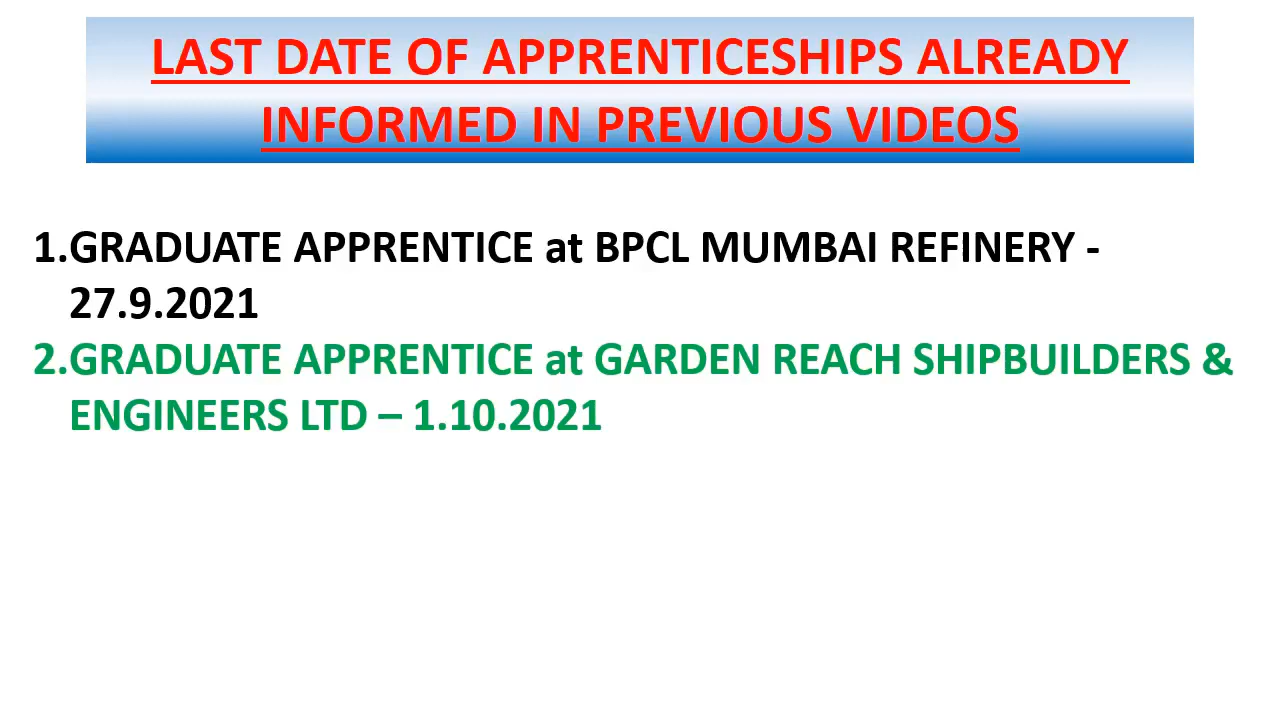 LAST DATE OF APPRENTICESHIPS ALREADY
INFORMED IN PREVIOUS VIDEOS
1.GRADUATE APPRENTICE at BPCL MUMBAI REFINERY -
27.9.2021
2.GRADUATE APPRENTICE at GARDEN REACH SHIPBUILDERS &
ENGINEERS LTD – 1.10.2021